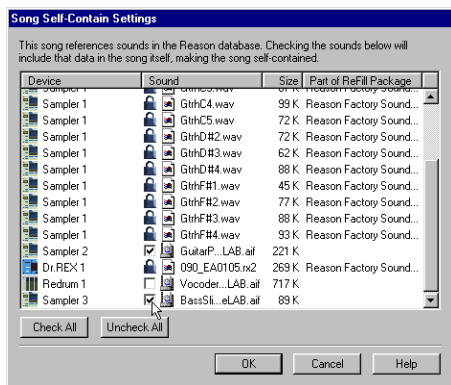 Song Self-Contain Settings
This song references sounds in the Reason database. Checking the sounds below will
include that data in the song itself, making the song self-contained.
Device Sound Size Part of ReFill Package
Sampler 1 GtrhC4.wav 99 K Reason Factory Sound...
Sampler 1 GtrhC5.wav 72 K Reason Factory Sound...
Sampler 1 GtrhD#2.wav 72 K Reason Factory Sound...
Sampler 1 GtrhD#3.wav 62 K Reason Factory Sound...
Sampler 1 GtrhD#4.wav 88 K Reason Factory Sound...
Sampler 1 GtrhF#1.wav 45 K Reason Factory Sound...
Sampler 1 GtrhF#2.wav 77 K Reason Factory Sound...
Sampler 1 GtrhF#3.wav 88 K Reason Factory Sound...
Sampler 1 GtrhF#4.wav 93 K Reason Factory Sound...
Sampler 2 GuitarP...LAB.aif 221 K
Dr.REX 1 090_EA0105.rx2 269 K Reason Factory Sound...
Redrum 1 Vocoder...LAB.aif 717 K
Sampler 3 BassSli...eLAB.aif 89 K
Check All Uncheck All
OK Cancel Help